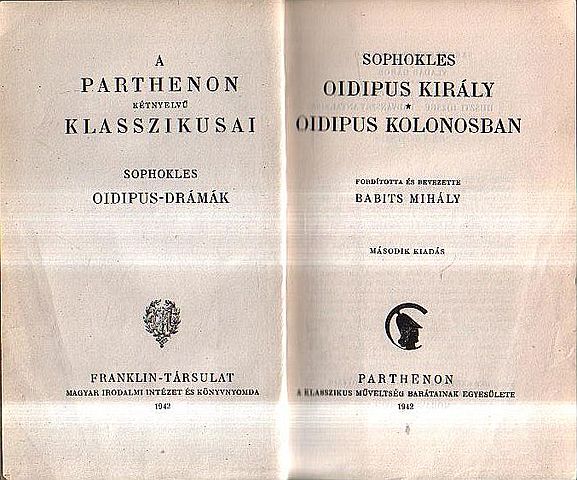 A
PARTHENON
KÉTNYELVŰ
KLASSZIKUSAI
SOPHOKLES
OIDIPUS-DRÁMÁK
FRANKLIN-TÁRSULAT
MAGYAR IRODALMI INTÉZET ÉS KÖNYVNYOMDA
1942
SOPHOKLES
OIDIPUS KIRÁLY
*
OIDIPUS KOLONOSBAN
FORDÍTOTTA ÉS BEVEZETTE
BABITS MIHÁLY
MÁSODIK KIADÁS
PARTHENON
A KLASSZIKUS MŰVELTSÉG BARÁTAINAK EGYESÜLETE
1942